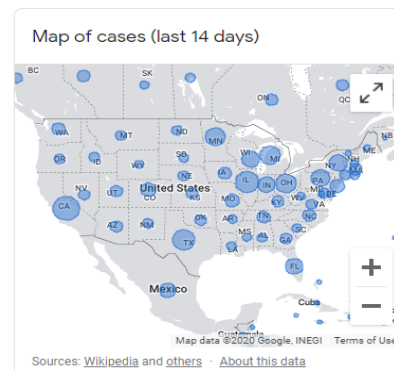 Map of cases (last 14 days)
BC
SK
ON
QC
NB
WA
MT
ND
MN
WI
MI
NY
NH
ME
MA
OR
ID
WY
SD
IA
NE
IL
IN
OH
PA
MD
DE
NV
UT
United States
CO
KS
MO
KY
WV
VA
CA
AZ
NM
OK
AR
TN
NC
SC
MS
AL
GA
TX
LA
FL
Mexico
Cuba
Guatemala
+
−
Map data ©2020 Google, INEGI Terms of Use
Sources: Wikipedia and others · About this data